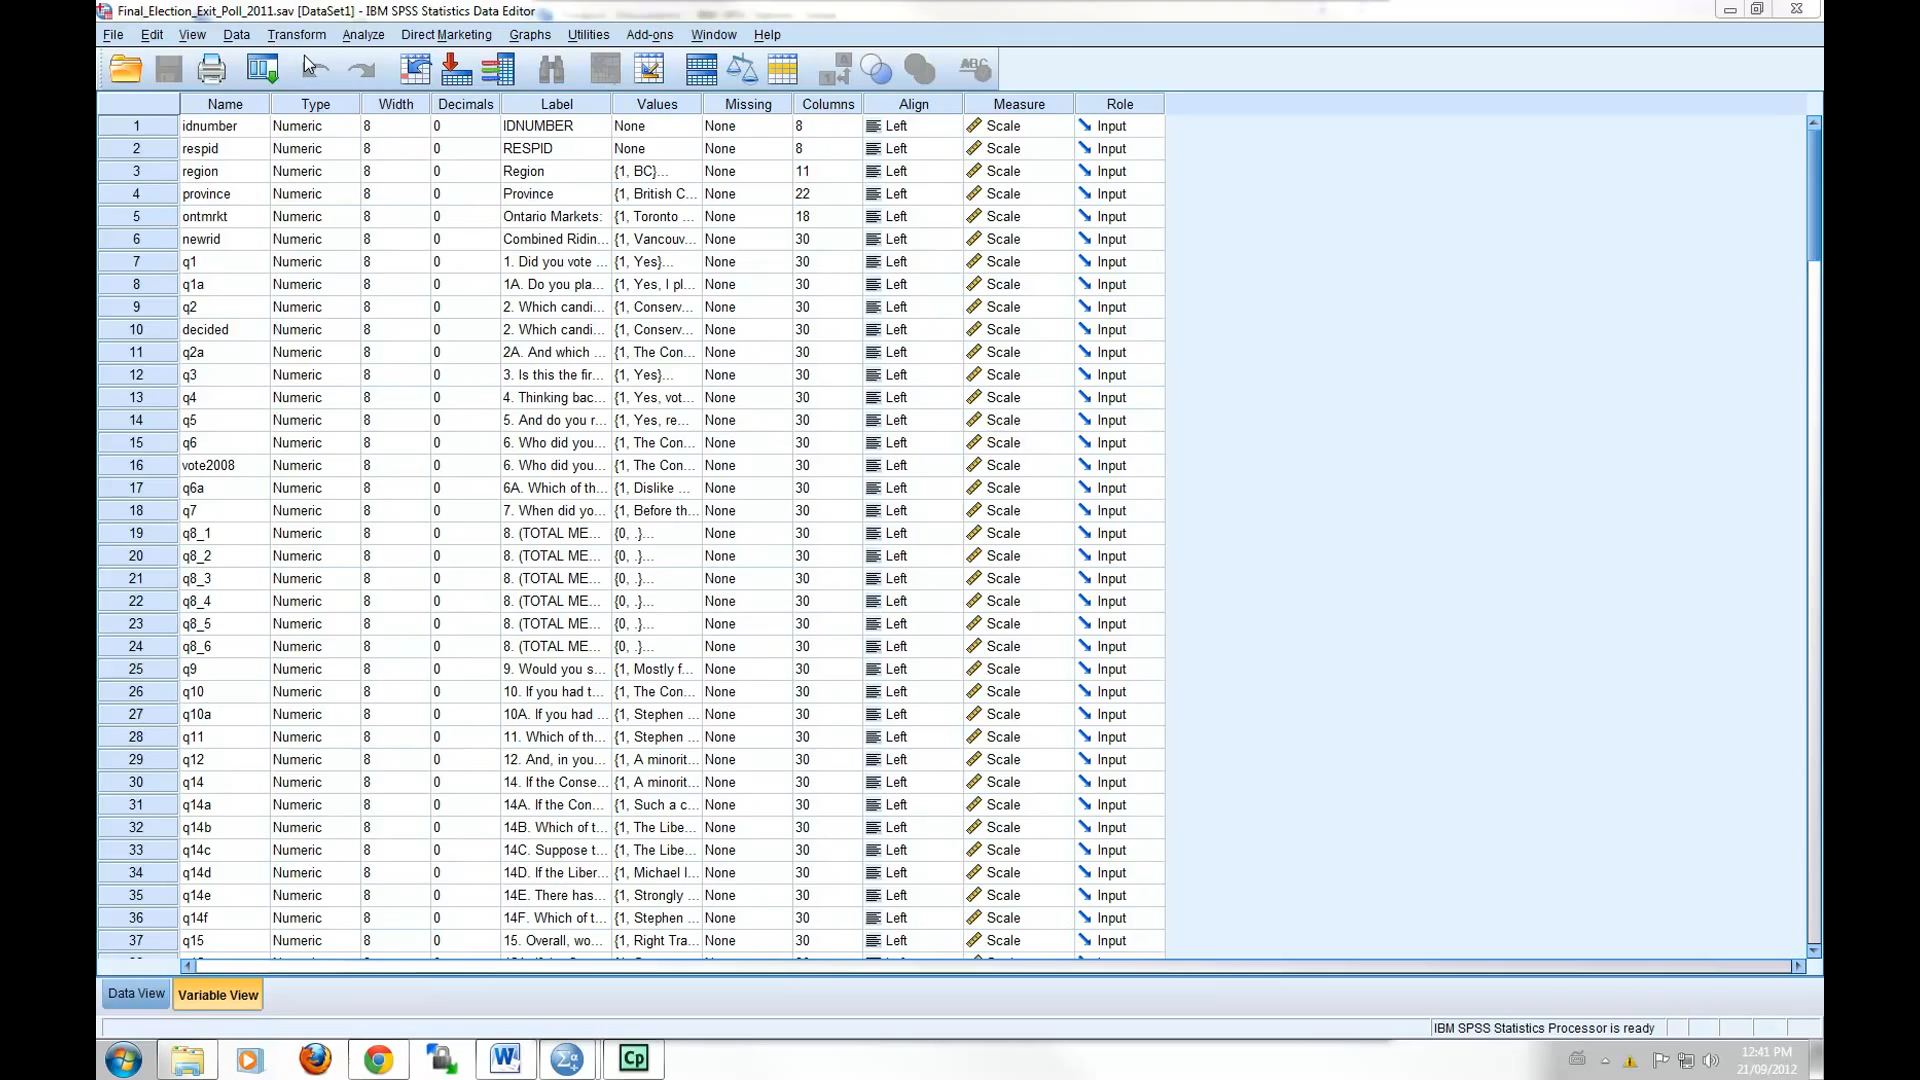 Final_Election_Exit_Poll_2011.sav [DataSet1] - IBM SPSS Statistics Data Editor
File Edit View Data Transform Analyze Direct Marketing Graphs Utilities Add-ons Window Help
Name Type Width Decimals Label Values Missing Columns Align Measure Role
1 idnumber Numeric 8 0 IDNUMBER None None 8 Left Scale Input
2 respid Numeric 8 0 RESPID None None 8 Left Scale Input
3 region Numeric 8 0 Region {1, BC}... None 11 Left Scale Input
4 province Numeric 8 0 Province {1, British C... None 22 Left Scale Input
5 ontmrkt Numeric 8 0 Ontario Markets: {1, Toronto ... None 18 Left Scale Input
6 newrid Numeric 8 0 Combined Ridin... {1, Vancouv... None 30 Left Scale Input
7 q1 Numeric 8 0 1. Did you vote ... {1, Yes}... None 30 Left Scale Input
8 q1a Numeric 8 0 1A. Do you pla... {1, Yes, I pl... None 30 Left Scale Input
9 q2 Numeric 8 0 2. Which candi... {1, Conserv... None 30 Left Scale Input
10 decided Numeric 8 0 2. Which candi... {1, Conserv... None 30 Left Scale Input
11 q2a Numeric 8 0 2A. And which ... {1, The Con... None 30 Left Scale Input
12 q3 Numeric 8 0 3. Is this the fir... {1, Yes}... None 30 Left Scale Input
13 q4 Numeric 8 0 4. Thinking bac... {1, Yes, vot... None 30 Left Scale Input
14 q5 Numeric 8 0 5. And do you r... {1, Yes, re... None 30 Left Scale Input
15 q6 Numeric 8 0 6. Who did you... {1, The Con... None 30 Left Scale Input
16 vote2008 Numeric 8 0 6. Who did you... {1, The Con... None 30 Left Scale Input
17 q6a Numeric 8 0 6A. Which of th... {1, Dislike ... None 30 Left Scale Input
18 q7 Numeric 8 0 7. When did yo... {1, Before th... None 30 Left Scale Input
19 q8_1 Numeric 8 0 8. (TOTAL ME... {0, .}... None 30 Left Scale Input
20 q8_2 Numeric 8 0 8. (TOTAL ME... {0, .}... None 30 Left Scale Input
21 q8_3 Numeric 8 0 8. (TOTAL ME... {0, .}... None 30 Left Scale Input
22 q8_4 Numeric 8 0 8. (TOTAL ME... {0, .}... None 30 Left Scale Input
23 q8_5 Numeric 8 0 8. (TOTAL ME... {0, .}... None 30 Left Scale Input
24 q8_6 Numeric 8 0 8. (TOTAL ME... {0, .}... None 30 Left Scale Input
25 q9 Numeric 8 0 9. Would you s... {1, Mostly f... None 30 Left Scale Input
26 q10 Numeric 8 0 10. If you had t... {1, The Con... None 30 Left Scale Input
27 q10a Numeric 8 0 10A. If you had ... {1, Stephen ... None 30 Left Scale Input
28 q11 Numeric 8 0 11. Which of th... {1, Stephen ... None 30 Left Scale Input
29 q12 Numeric 8 0 12. And, in you... {1, A minorit... None 30 Left Scale Input
30 q14 Numeric 8 0 14. If the Conse... {1, A minorit... None 30 Left Scale Input
31 q14a Numeric 8 0 14A. If the Con... {1, Such a c... None 30 Left Scale Input
32 q14b Numeric 8 0 14B. Which of t... {1, The Libe... None 30 Left Scale Input
33 q14c Numeric 8 0 14C. Suppose t... {1, The Libe... None 30 Left Scale Input
34 q14d Numeric 8 0 14D. If the Liber... {1, Michael I... None 30 Left Scale Input
35 q14e Numeric 8 0 14E. There has... {1, Strongly ... None 30 Left Scale Input
36 q14f Numeric 8 0 14F. Which of t... {1, Stephen ... None 30 Left Scale Input
37 q15 Numeric 8 0 15. Overall, wo... {1, Right Tra... None 30 Left Scale Input
Data View Variable View
IBM SPSS Statistics Processor is ready
Cp
12:41 PM
21/09/2012